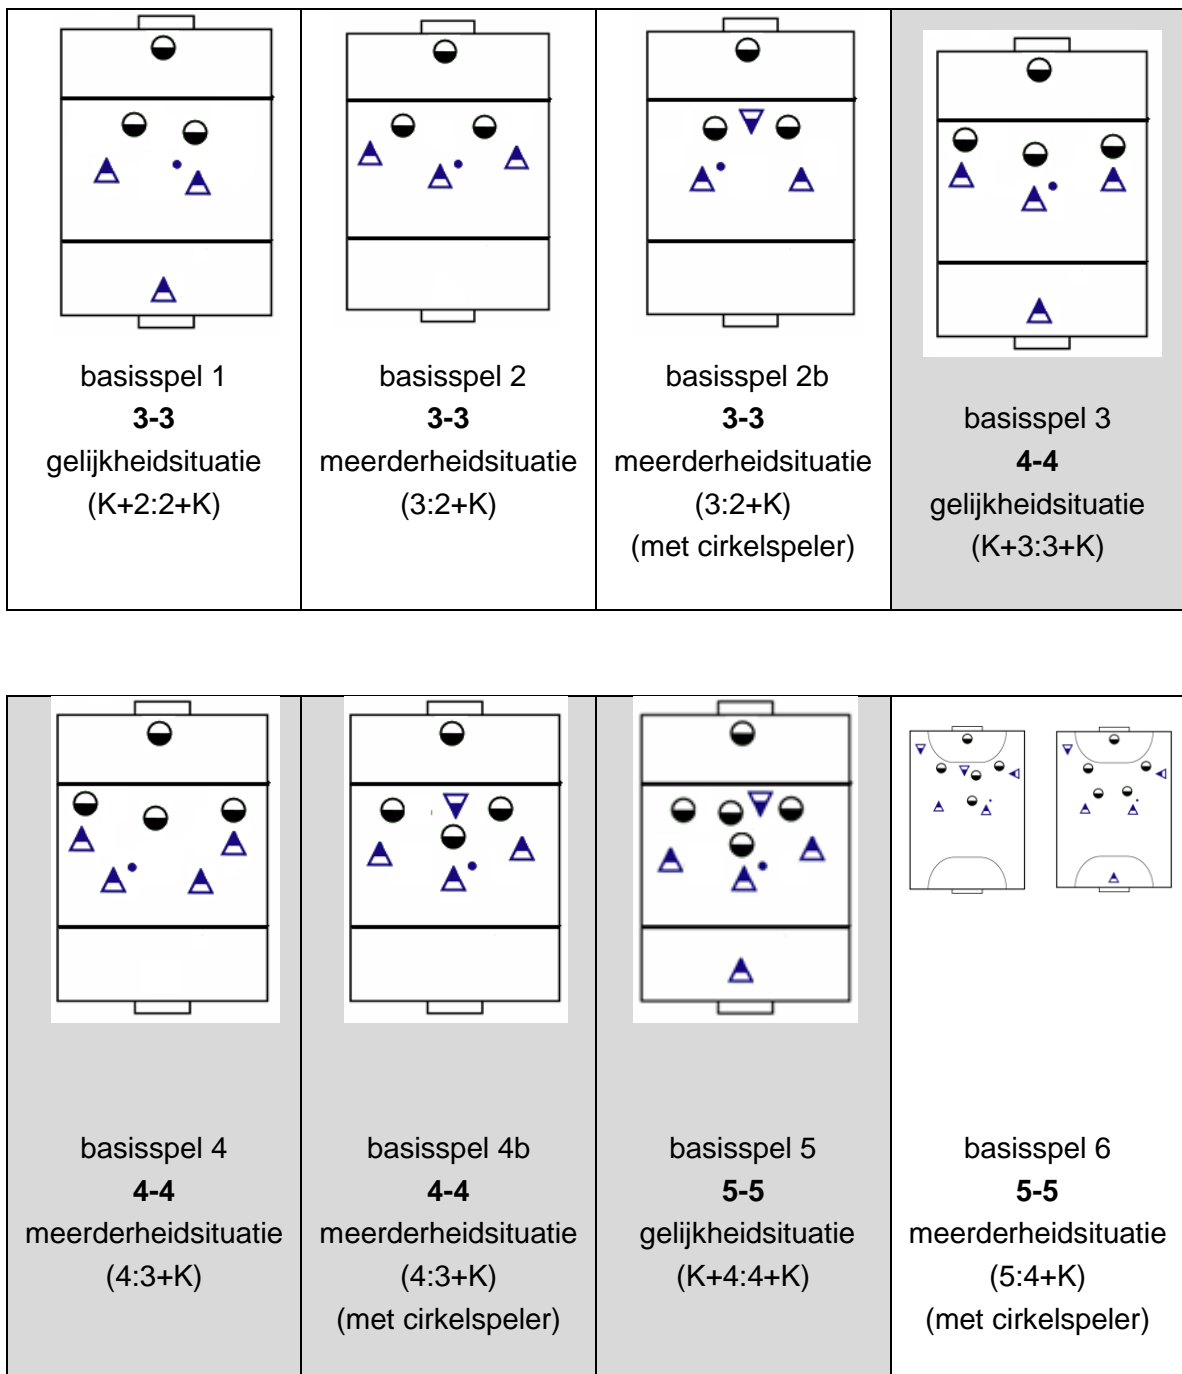 basisspel 1
3-3
gelijkheidsituatie
(K+2:2+K)
basisspel 2
3-3
meerderheidsituatie
(3:2+K)
basisspel 2b
3-3
meerderheidsituatie
(3:2+K)
(met cirkelspeler)
basisspel 3
4-4
gelijkheidsituatie
(K+3:3+K)
basisspel 4
4-4
meerderheidsituatie
(4:3+K)
basisspel 4b
4-4
meerderheidsituatie
(4:3+K)
(met cirkelspeler)
basisspel 5
5-5
gelijkheidsituatie
(K+4:4+K)
basisspel 6
5-5
meerderheidsituatie
(5:4+K)
(met cirkelspeler)